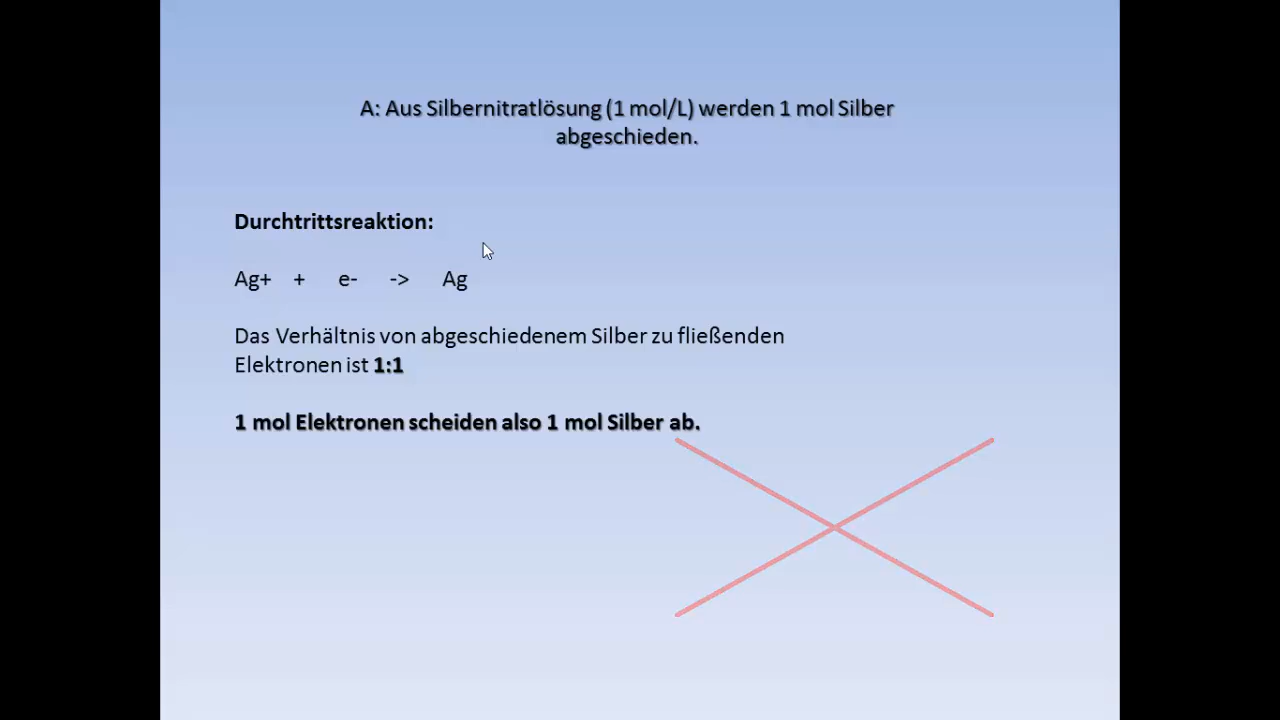 A: Aus Silbernitratlösung (1 mol/L) werden 1 mol Silber
abgeschieden.
Durchtrittsreaktion:
Ag+ + e- -> Ag
Das Verhältnis von abgeschiedenem Silber zu fließenden
Elektronen ist 1:1
1 mol Elektronen scheiden also 1 mol Silber ab.